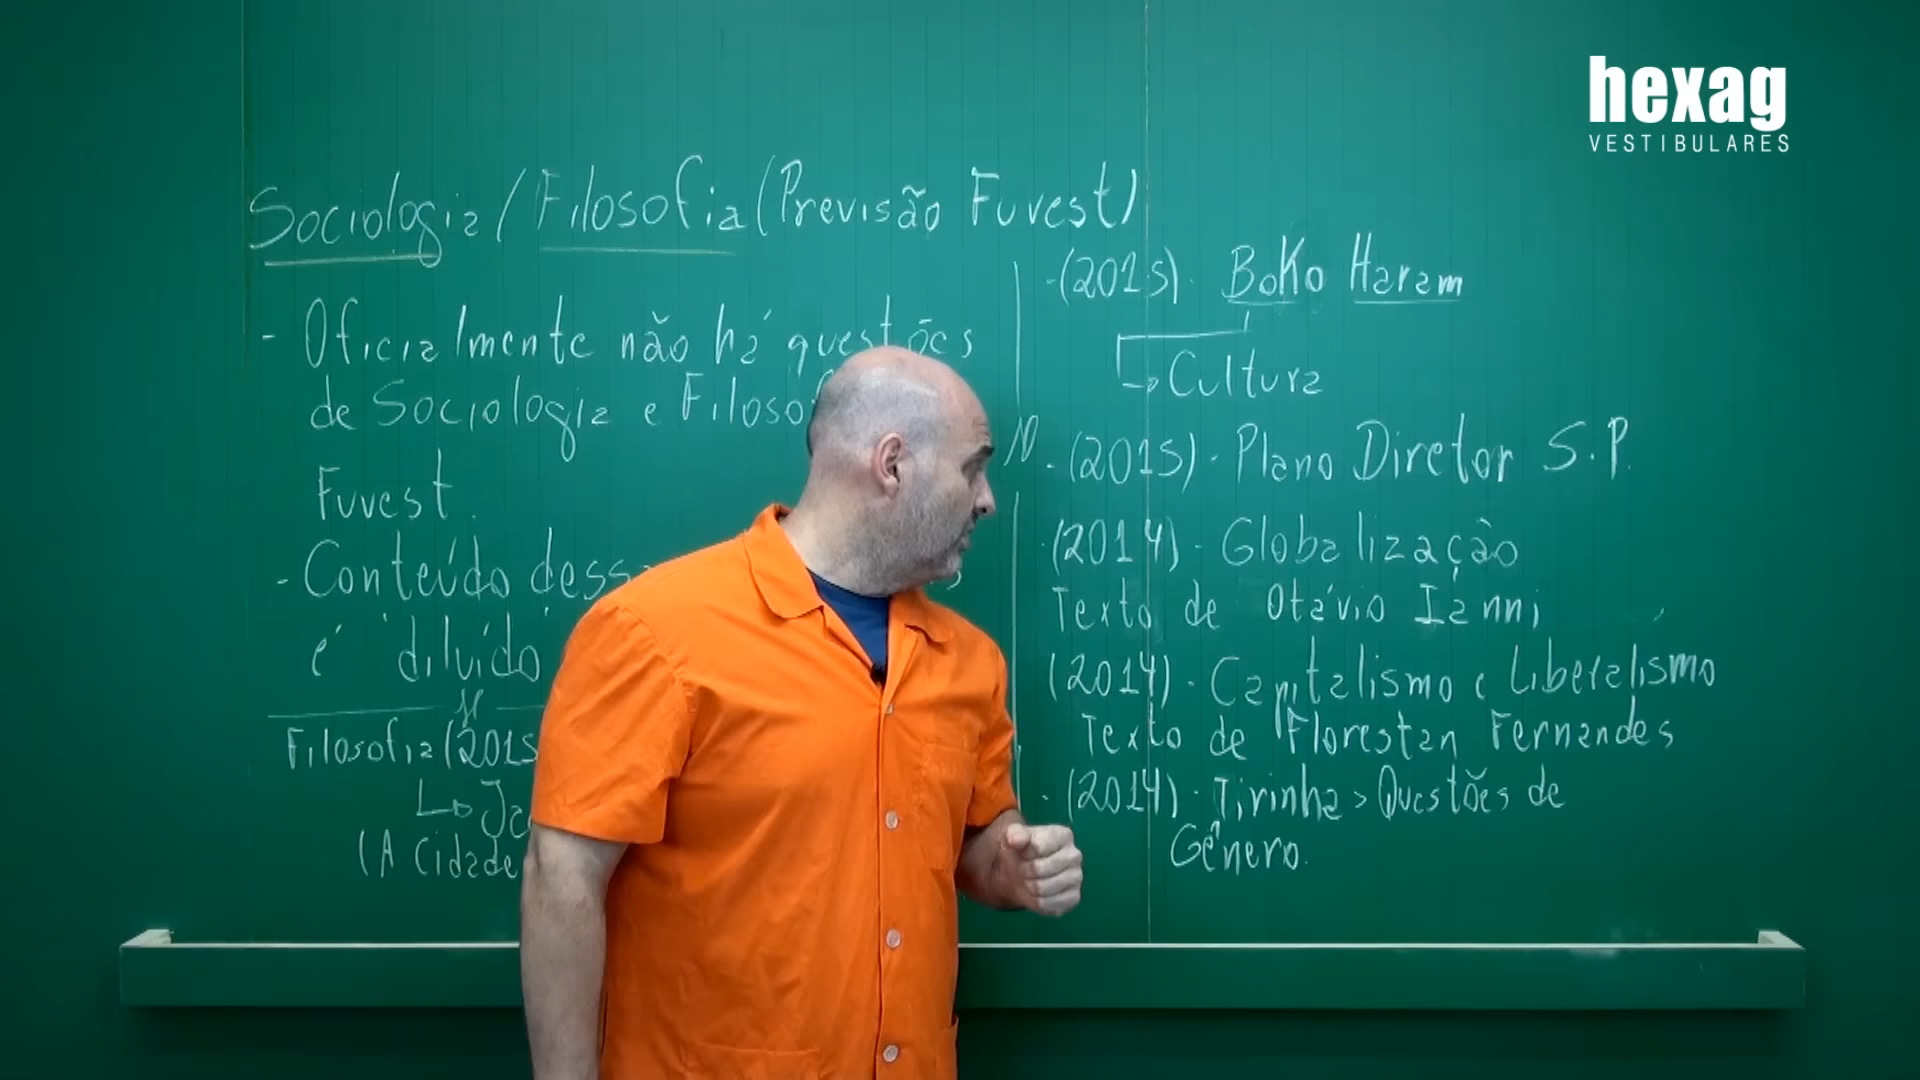 hexag
VESTIBULARES
Sociologia / Filosofia (Previsão Fuvest)
- Oficialmente não há questões
de Sociologia e
Fuvest.
- Conteúdo
é diluído
Filosofia (2015
(A Cidade
- (2015) - Boko Haram
Cultura
- (2015) - Plano Diretor S.P.
- (2014) - Globalização
Texto de Otávio Ianni
(2014) - Capitalismo e Liberalismo
Texto de Florestan Fernandes
- (2014) - Tirinha > Questões de
Gênero.